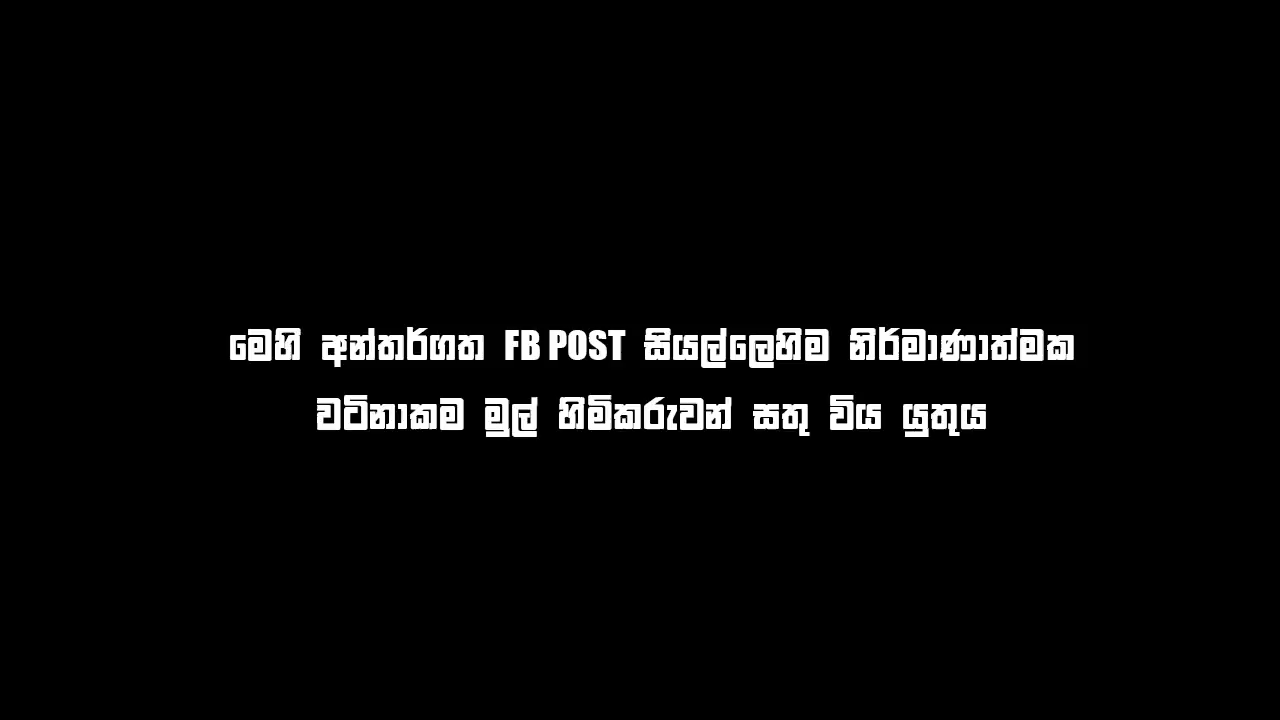 මෙහි අන්තර්ගත FB POST සියල්ලෙහිම නිර්මාණාත්මක
වටිනාකම මුල් හිමිකරුවන් සතු විය යුතුය